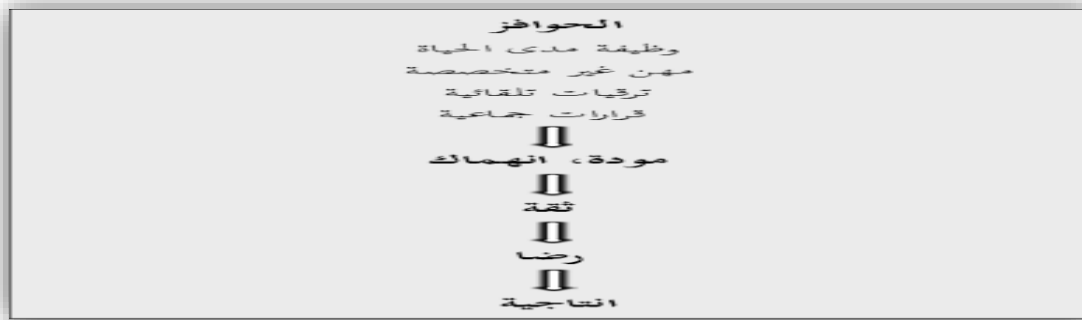 الحوافز
وظيفة مدى الحياة
مهن غير متخصصة
ترقيات تلقائية
قرارات جماعية
مودة، انهماك
ثقة
رضا
انتاجية